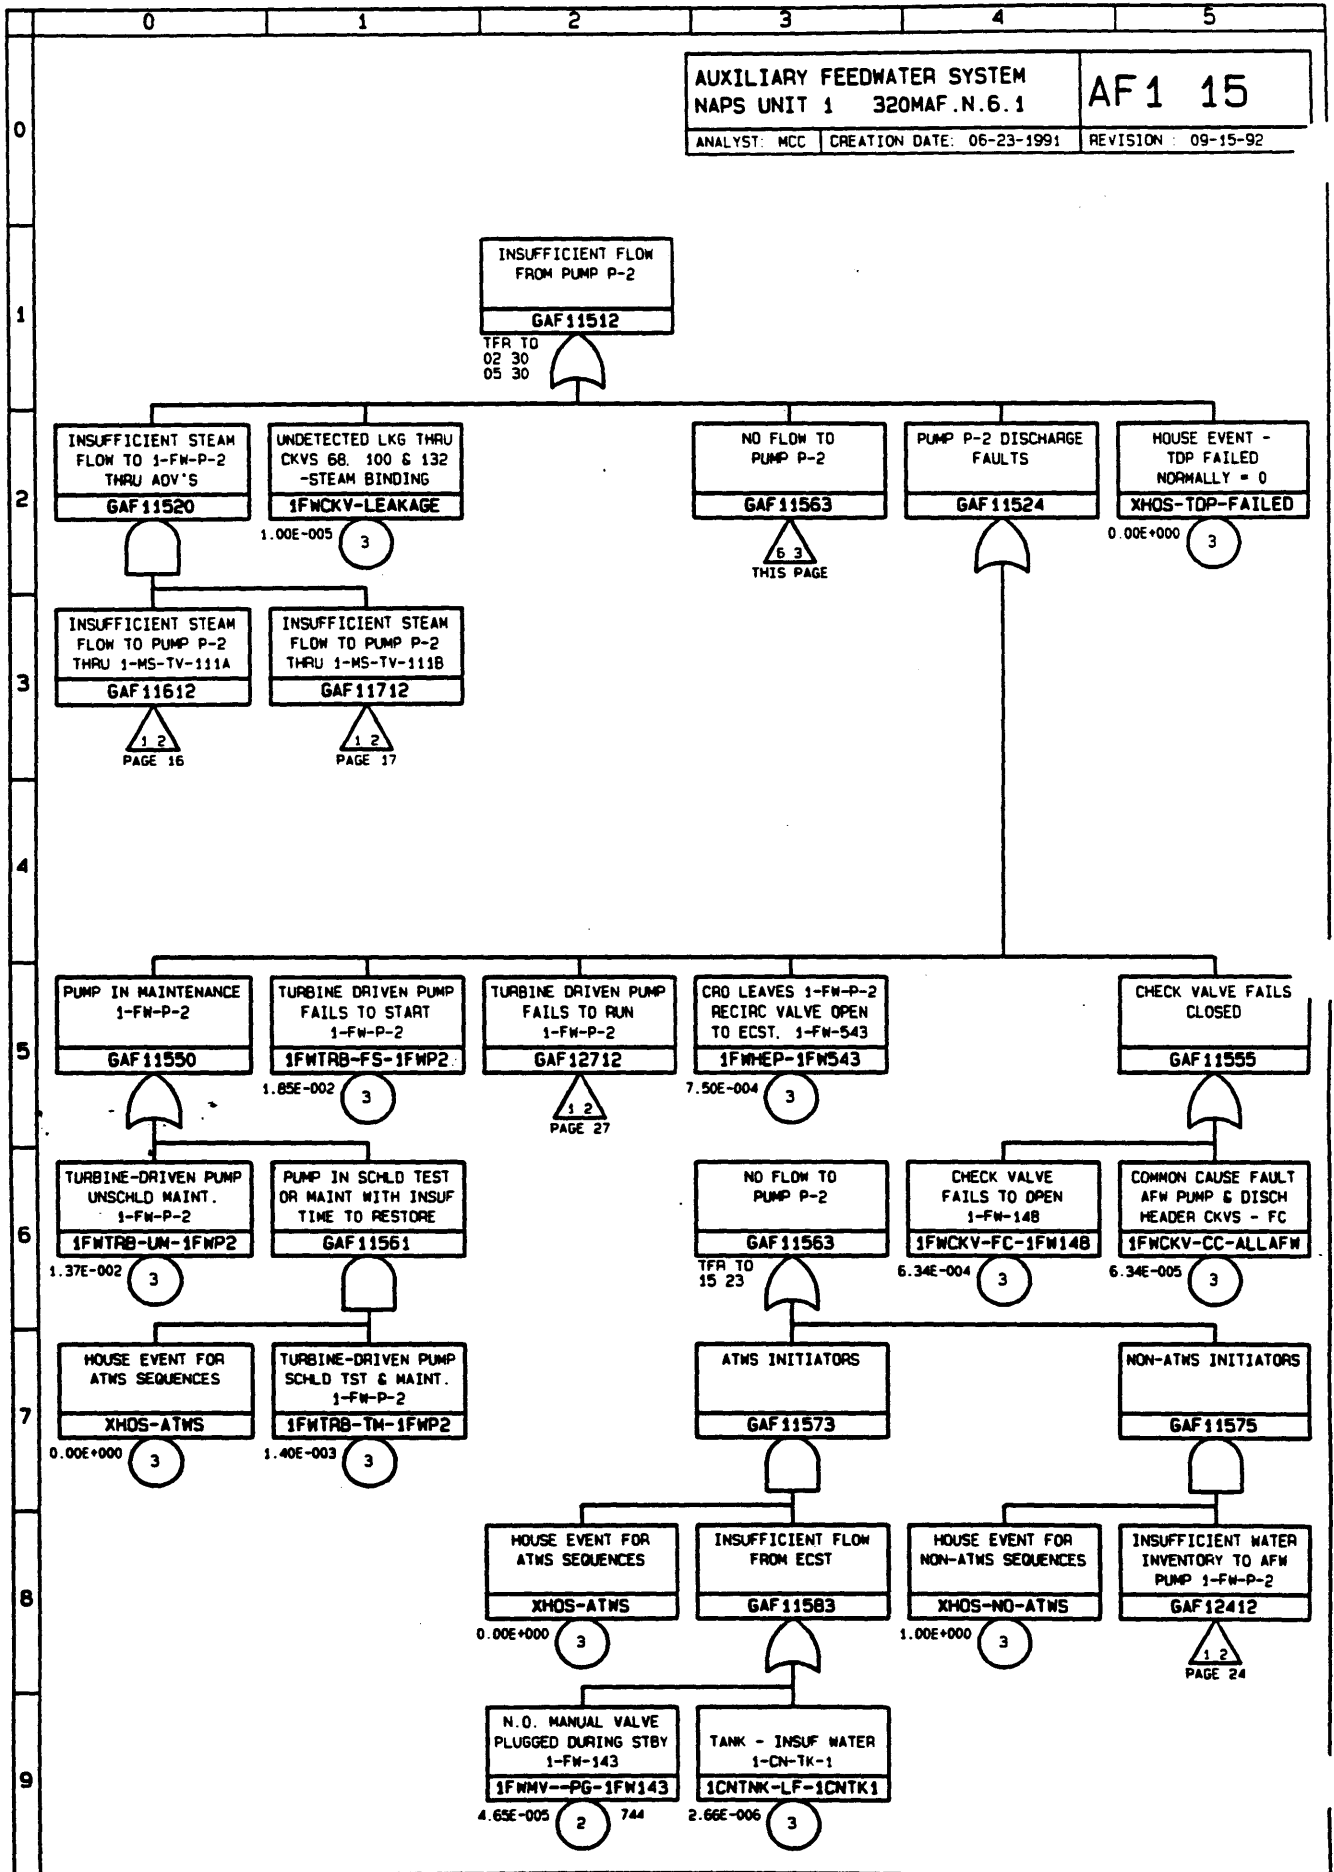 0 1 2 3 4 5
AUXILIARY FEEDWATER SYSTEM
NAPS UNIT 1 320MAF.N.6.1
AF1 15
ANALYST: MCC CREATION DATE: 06-23-1991 REVISION : 09-15-92
0
1
2
3
4
5
6
7
8
9
INSUFFICIENT FLOW
FROM PUMP P-2
GAF11512
TFR TO
02 30
05 30
INSUFFICIENT STEAM
FLOW TO 1-FW-P-2
THRU AOV'S
GAF11520
UNDETECTED LKG THRU
CKVS 68. 100 & 132
-STEAM BINDING
1FWCKV-LEAKAGE
1.00E-005
3
NO FLOW TO
PUMP P-2
GAF11563
6 3
THIS PAGE
PUMP P-2 DISCHARGE
FAULTS
GAF11524
HOUSE EVENT -
TDP FAILED
NORMALLY = 0
XHOS-TDP-FAILED
0.00E+000
3
INSUFFICIENT STEAM
FLOW TO PUMP P-2
THRU 1-MS-TV-111A
GAF11612
1 2
PAGE 16
INSUFFICIENT STEAM
FLOW TO PUMP P-2
THRU 1-MS-TV-111B
GAF11712
1 2
PAGE 17
PUMP IN MAINTENANCE
1-FW-P-2
GAF11550
TURBINE DRIVEN PUMP
FAILS TO START
1-FW-P-2
1FWTRB-FS-1FWP2
1.85E-002
3
TURBINE DRIVEN PUMP
FAILS TO RUN
1-FW-P-2
GAF12712
1 2
PAGE 27
CRO LEAVES 1-FW-P-2
RECIRC VALVE OPEN
TO ECST. 1-FW-543
1FWHEP-1FW543
7.50E-004
3
CHECK VALVE FAILS
CLOSED
GAF11555
TURBINE-DRIVEN PUMP
UNSCHLD MAINT.
1-FW-P-2
1FWTRB-UM-1FWP2
1.37E-002
3
PUMP IN SCHLD TEST
OR MAINT WITH INSUF
TIME TO RESTORE
GAF11561
NO FLOW TO
PUMP P-2
GAF11563
TFR TO
15 23
CHECK VALVE
FAILS TO OPEN
1-FW-148
1FWCKV-FC-1FW148
6.34E-004
3
COMMON CAUSE FAULT
AFW PUMP & DISCH
HEADER CKVS - FC
1FWCKV-CC-ALLAFW
6.34E-005
3
HOUSE EVENT FOR
ATWS SEQUENCES
XHOS-ATWS
0.00E+000
3
TURBINE-DRIVEN PUMP
SCHLD TST & MAINT.
1-FW-P-2
1FWTRB-TM-1FWP2
1.40E-003
3
ATWS INITIATORS
GAF11573
NON-ATWS INITIATORS
GAF11575
HOUSE EVENT FOR
ATWS SEQUENCES
XHOS-ATWS
0.00E+000
3
INSUFFICIENT FLOW
FROM ECST
GAF11583
HOUSE EVENT FOR
NON-ATWS SEQUENCES
XHOS-NO-ATWS
1.00E+000
3
INSUFFICIENT WATER
INVENTORY TO AFW
PUMP 1-FW-P-2
GAF12412
1 2
PAGE 24
N.O. MANUAL VALVE
PLUGGED DURING STBY
1-FW-143
1FWMV--PG-1FW143
4.65E-005
2
744
TANK - INSUF WATER
1-CN-TK-1
1CNTNK-LF-1CNTK1
2.66E-006
3